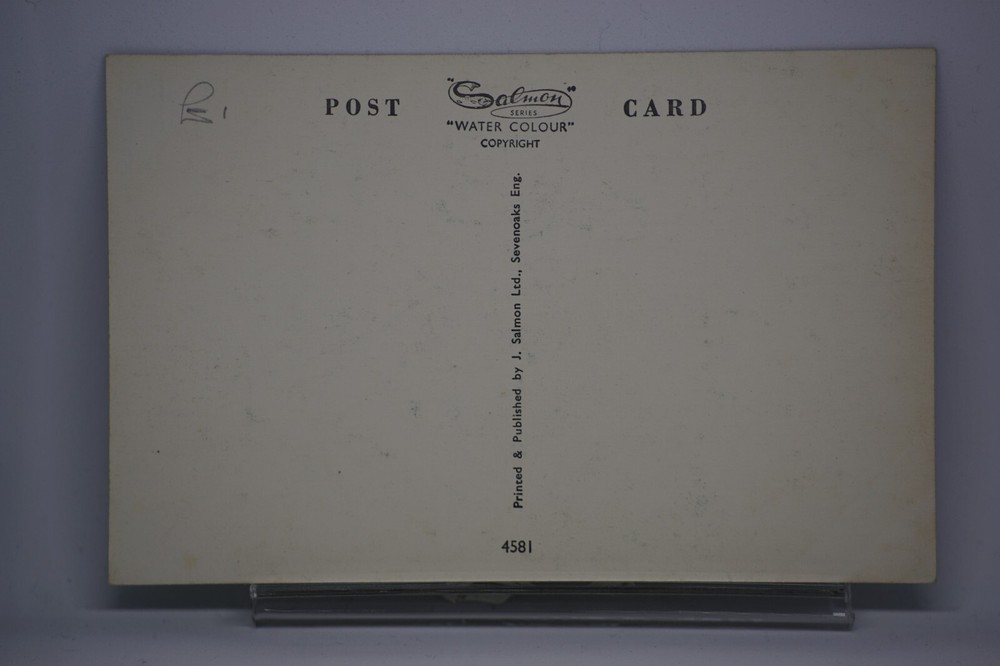 POST CARD
"Salmon"
SERIES
"WATER COLOUR"
COPYRIGHT
Printed & Published by J. Salmon Ltd., Sevenoaks Eng.
4581